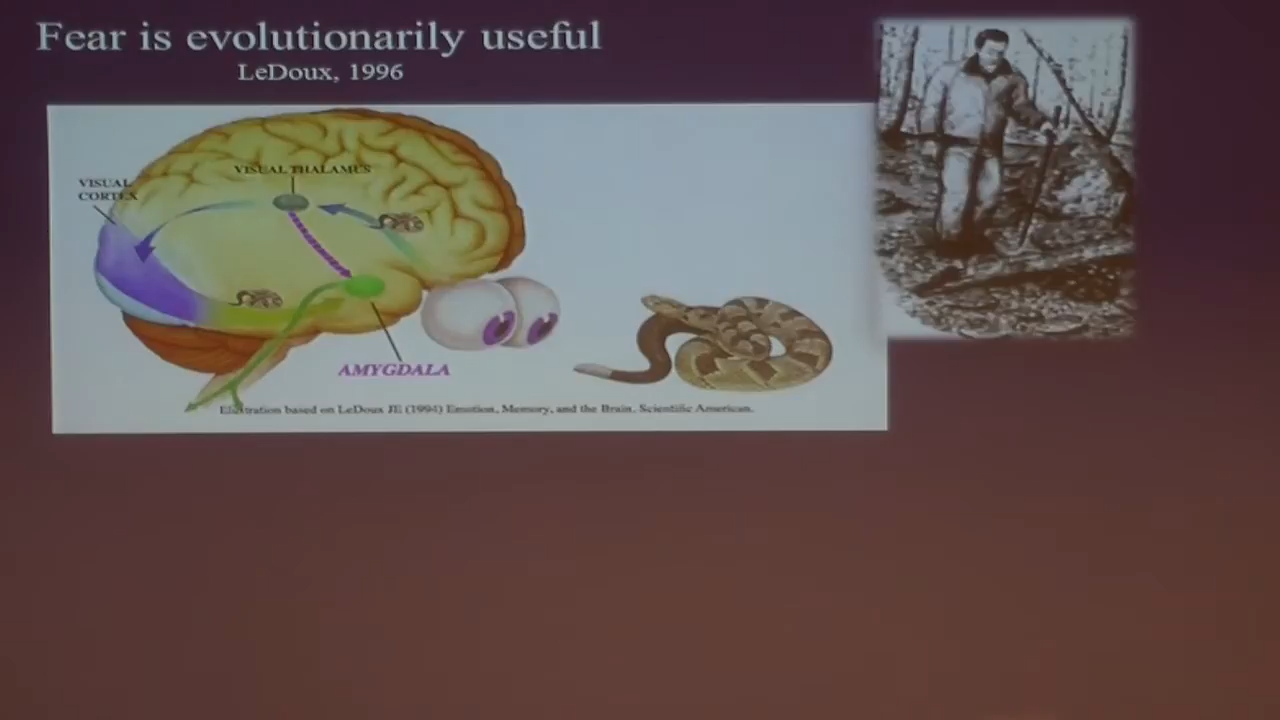 Fear is evolutionarily useful
LeDoux, 1996
VISUAL THALAMUS
VISUAL
CORTEX
AMYGDALA
Illustration based on LeDoux JE (1994) Emotion, Memory, and the Brain. Scientific American.